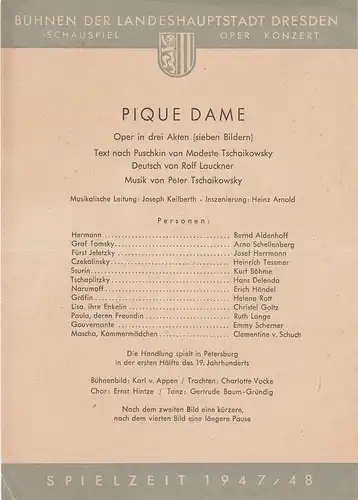 BÜHNEN DER LANDESHAUPTSTADT DRESDEN
SCHAUSPIEL OPER KONZERT
PIQUE DAME
Oper in drei Akten (sieben Bildern)
Text nach Puschkin von Modeste Tschaikowsky
Deutsch von Rolf Lauckner
Musik von Peter Tschaikowsky
Musikalische Leitung: Joseph Keilberth • Inszenierung: Heinz Arnold
Personen:
Hermann Bernd Aldenhoff
Graf Tomsky Arno Schellenberg
Fürst Jeletzky Josef Herrmann
Czekalinsky Heinrich Tessmer
Ssurin Kurt Böhme
Tschaplitzky Hans Delenda
Narumoff Erich Händel
Gräfin Helena Rott
Lisa, ihre Enkelin Christel Goltz
Paula, deren Freundin Ruth Lange
Gouvernante Emmy Scherner
Mascha, Kammermädchen Clementine v. Schuch
Die Handlung spielt in Petersburg
in der ersten Hälfte des 19. Jahrhunderts
Bühnenbild: Karl v. Appen / Trachten: Charlotte Vocke
Chor: Ernst Hintze / Tanz: Gertrude Baum-Gründig
Nach dem zweiten Bild eine kürzere,
nach dem vierten Bild eine längere Pause
SPIELZEIT 1947/48